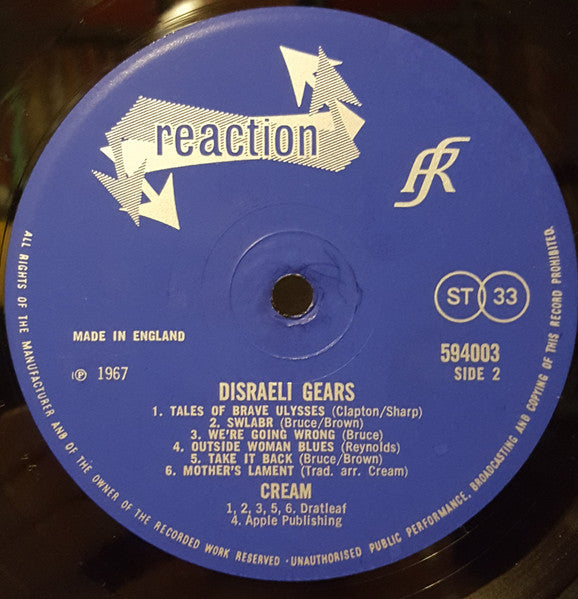 reaction
R
ST 33
MADE IN ENGLAND
594003
℗ 1967
SIDE 2
DISRAELI GEARS
1. TALES OF BRAVE ULYSSES (Clapton/Sharp)
2. SWLABR (Bruce/Brown)
3. WE'RE GOING WRONG (Bruce)
4. OUTSIDE WOMAN BLUES (Reynolds)
5. TAKE IT BACK (Bruce/Brown)
6. MOTHER'S LAMENT (Trad. arr. Cream)
CREAM
1, 2, 3, 5, 6. Dratleaf
4. Apple Publishing
ALL RIGHTS OF THE MANUFACTURER AND OF THE OWNER OF THE RECORDED WORK RESERVED · UNAUTHORISED PUBLIC PERFORMANCE, BROADCASTING AND COPYING OF THIS RECORD PROHIBITED.